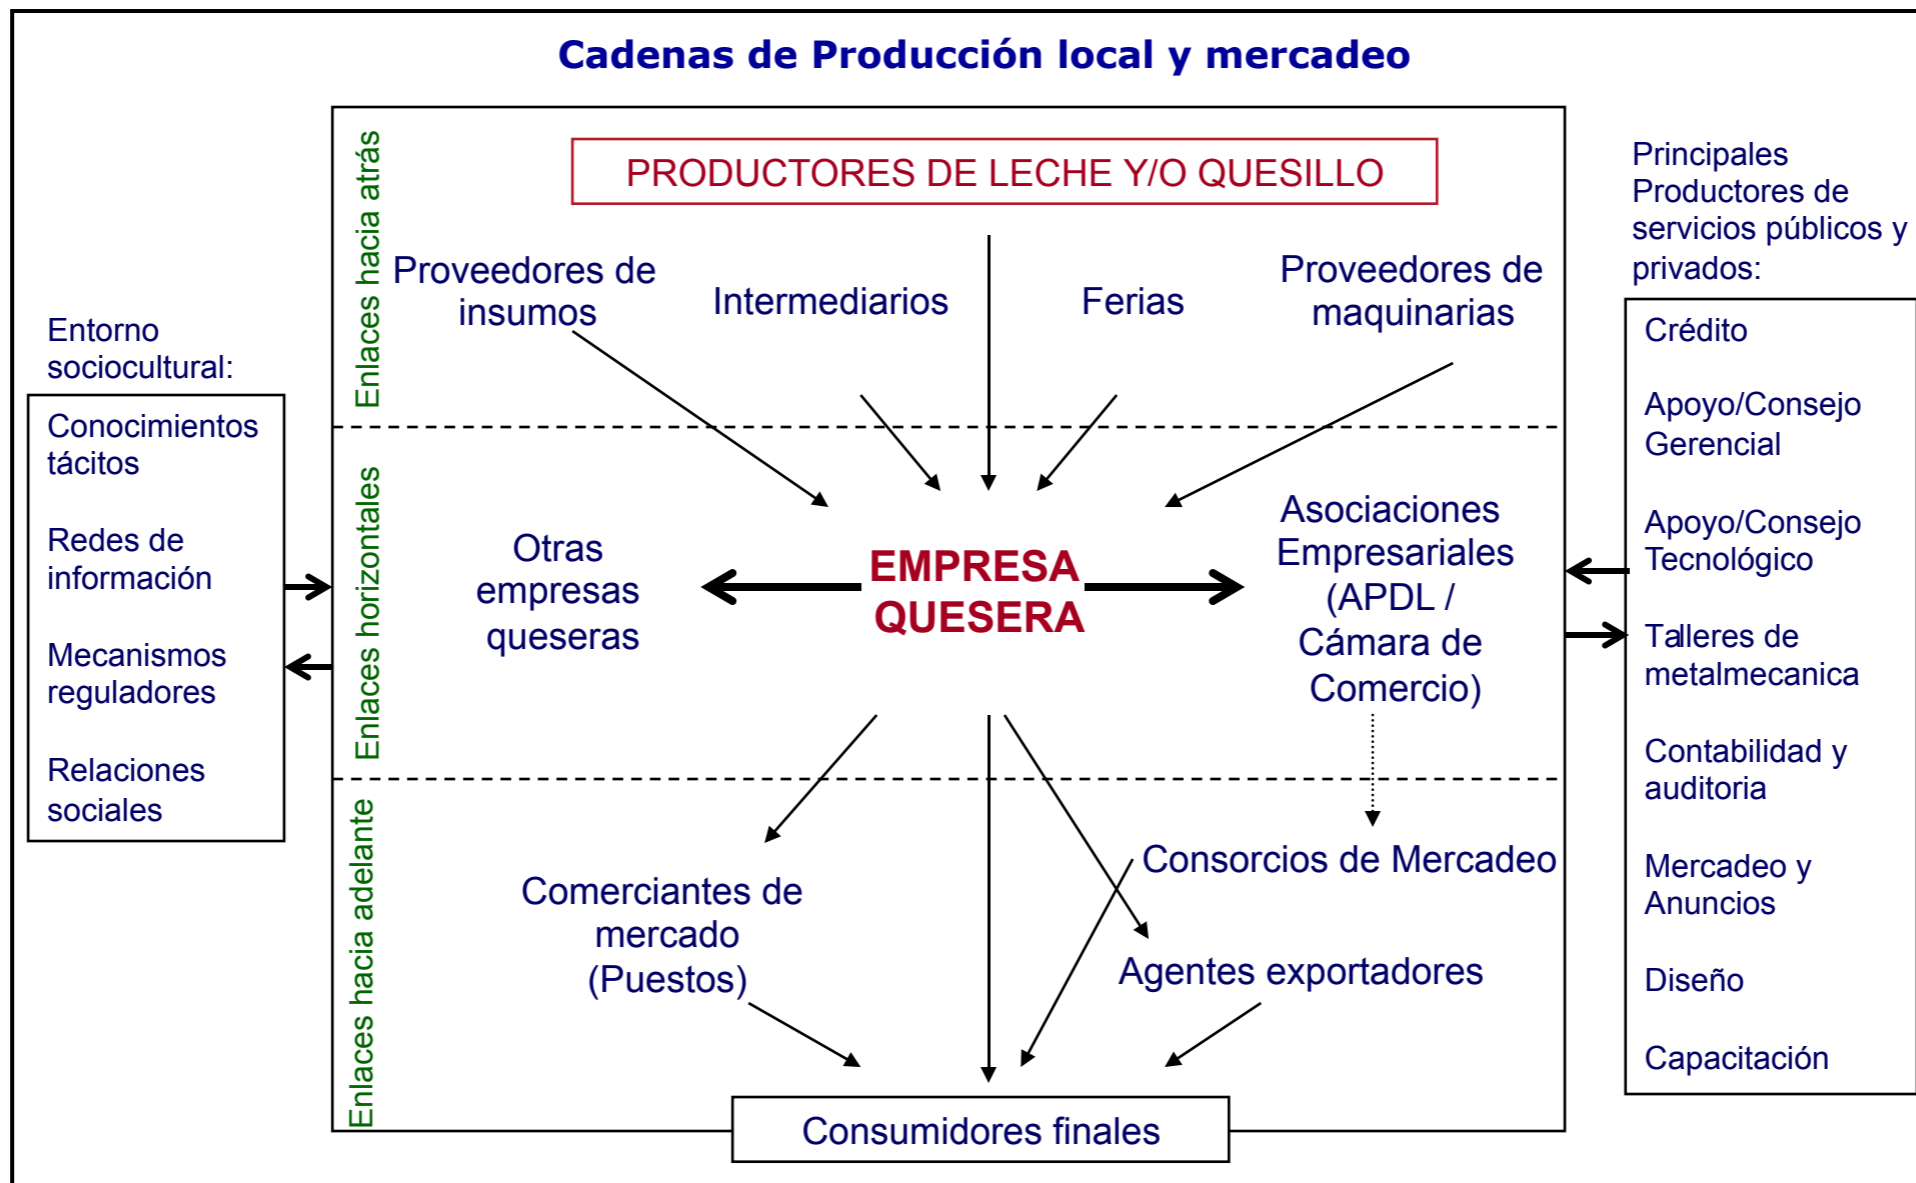 Cadenas de Producción local y mercadeo
Enlaces hacia atrás
PRODUCTORES DE LECHE Y/O QUESILLO
Proveedores de
insumos
Intermediarios
Ferias
Proveedores de
maquinarias
Entorno
sociocultural:
Conocimientos
tácitos
Redes de
información
Mecanismos
reguladores
Relaciones
sociales
Enlaces horizontales
Otras
empresas
queseras
EMPRESA
QUESERA
Asociaciones
Empresariales
(APDL /
Cámara de
Comercio)
Enlaces hacia adelante
Comerciantes de
mercado
(Puestos)
Consorcios de Mercadeo
Agentes exportadores
Consumidores finales
Principales
Productores de
servicios públicos y
privados:
Crédito
Apoyo/Consejo
Gerencial
Apoyo/Consejo
Tecnológico
Talleres de
metalmecanica
Contabilidad y
auditoria
Mercadeo y
Anuncios
Diseño
Capacitación